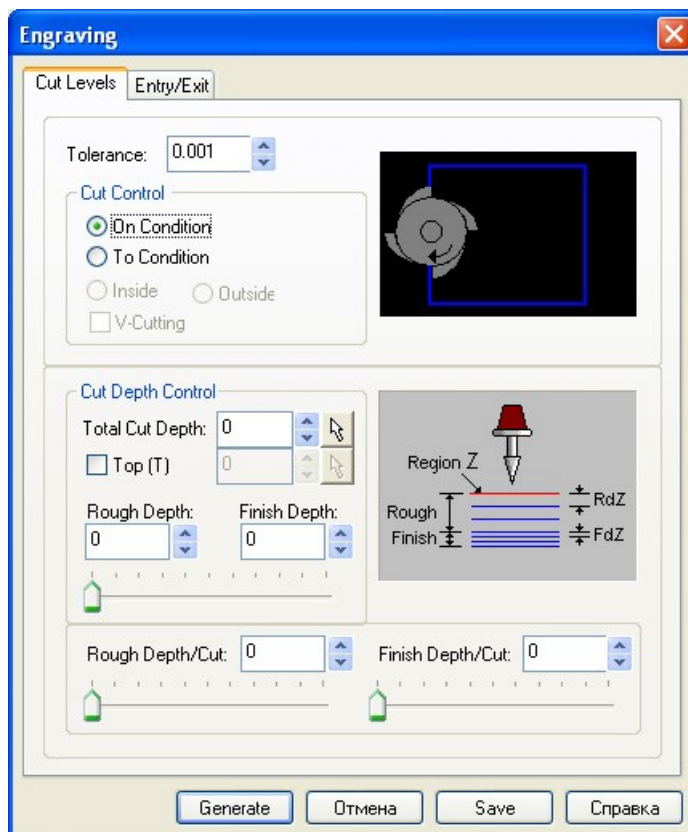 Engraving
Cut Levels Entry/Exit
Tolerance: 0.001
Cut Control
On Condition
To Condition
Inside Outside
V-Cutting
Cut Depth Control
Total Cut Depth: 0
Top (T) 0
Rough Depth: Finish Depth:
0 0
Region Z
RdZ
Rough
Finish FdZ
Rough Depth/Cut: 0 Finish Depth/Cut: 0
Generate Отмена Save Справка